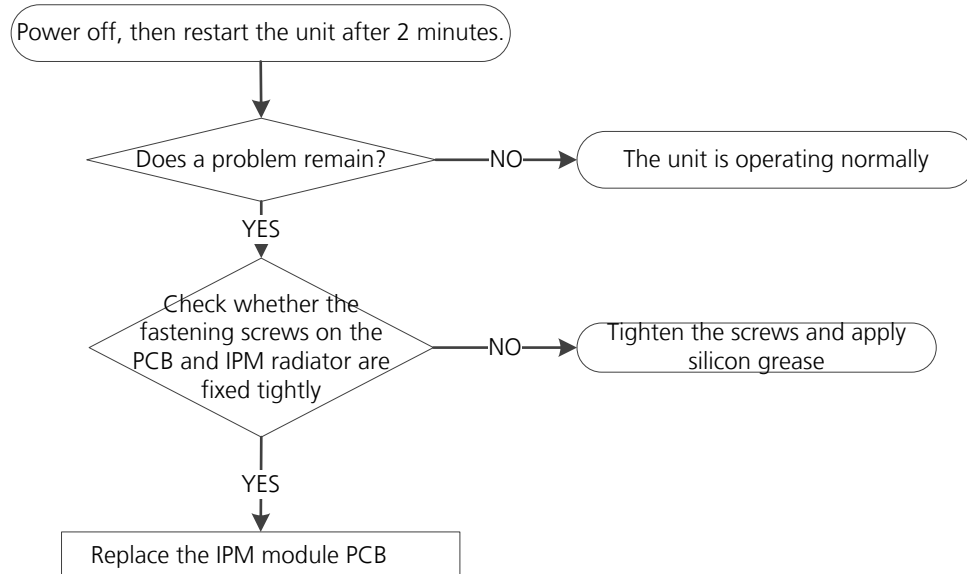 Power off, then restart the unit after 2 minutes.
Does a problem remain?
NO
The unit is operating normally
YES
Check whether the
fastening screws on the
PCB and IPM radiator are
fixed tightly
NO
Tighten the screws and apply
silicon grease
YES
Replace the IPM module PCB